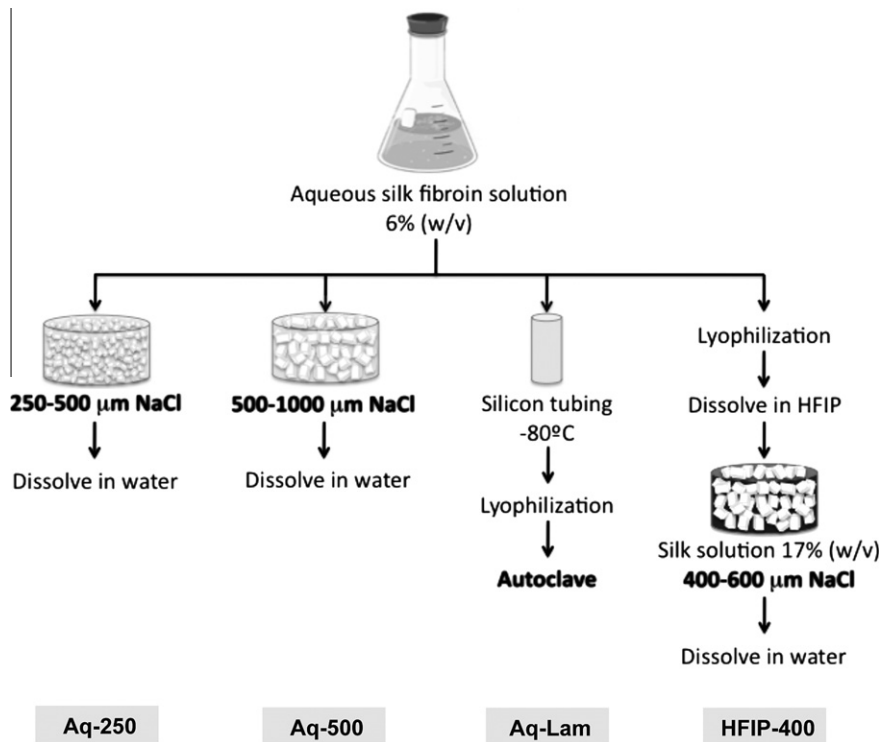 Aqueous silk fibroin solution
6% (w/v)
250-500 μm NaCl
Dissolve in water
500-1000 μm NaCl
Dissolve in water
Silicon tubing
-80ºC
Lyophilization
Autoclave
Lyophilization
Dissolve in HFIP
Silk solution 17% (w/v)
400-600 μm NaCl
Dissolve in water
Aq-250
Aq-500
Aq-Lam
HFIP-400